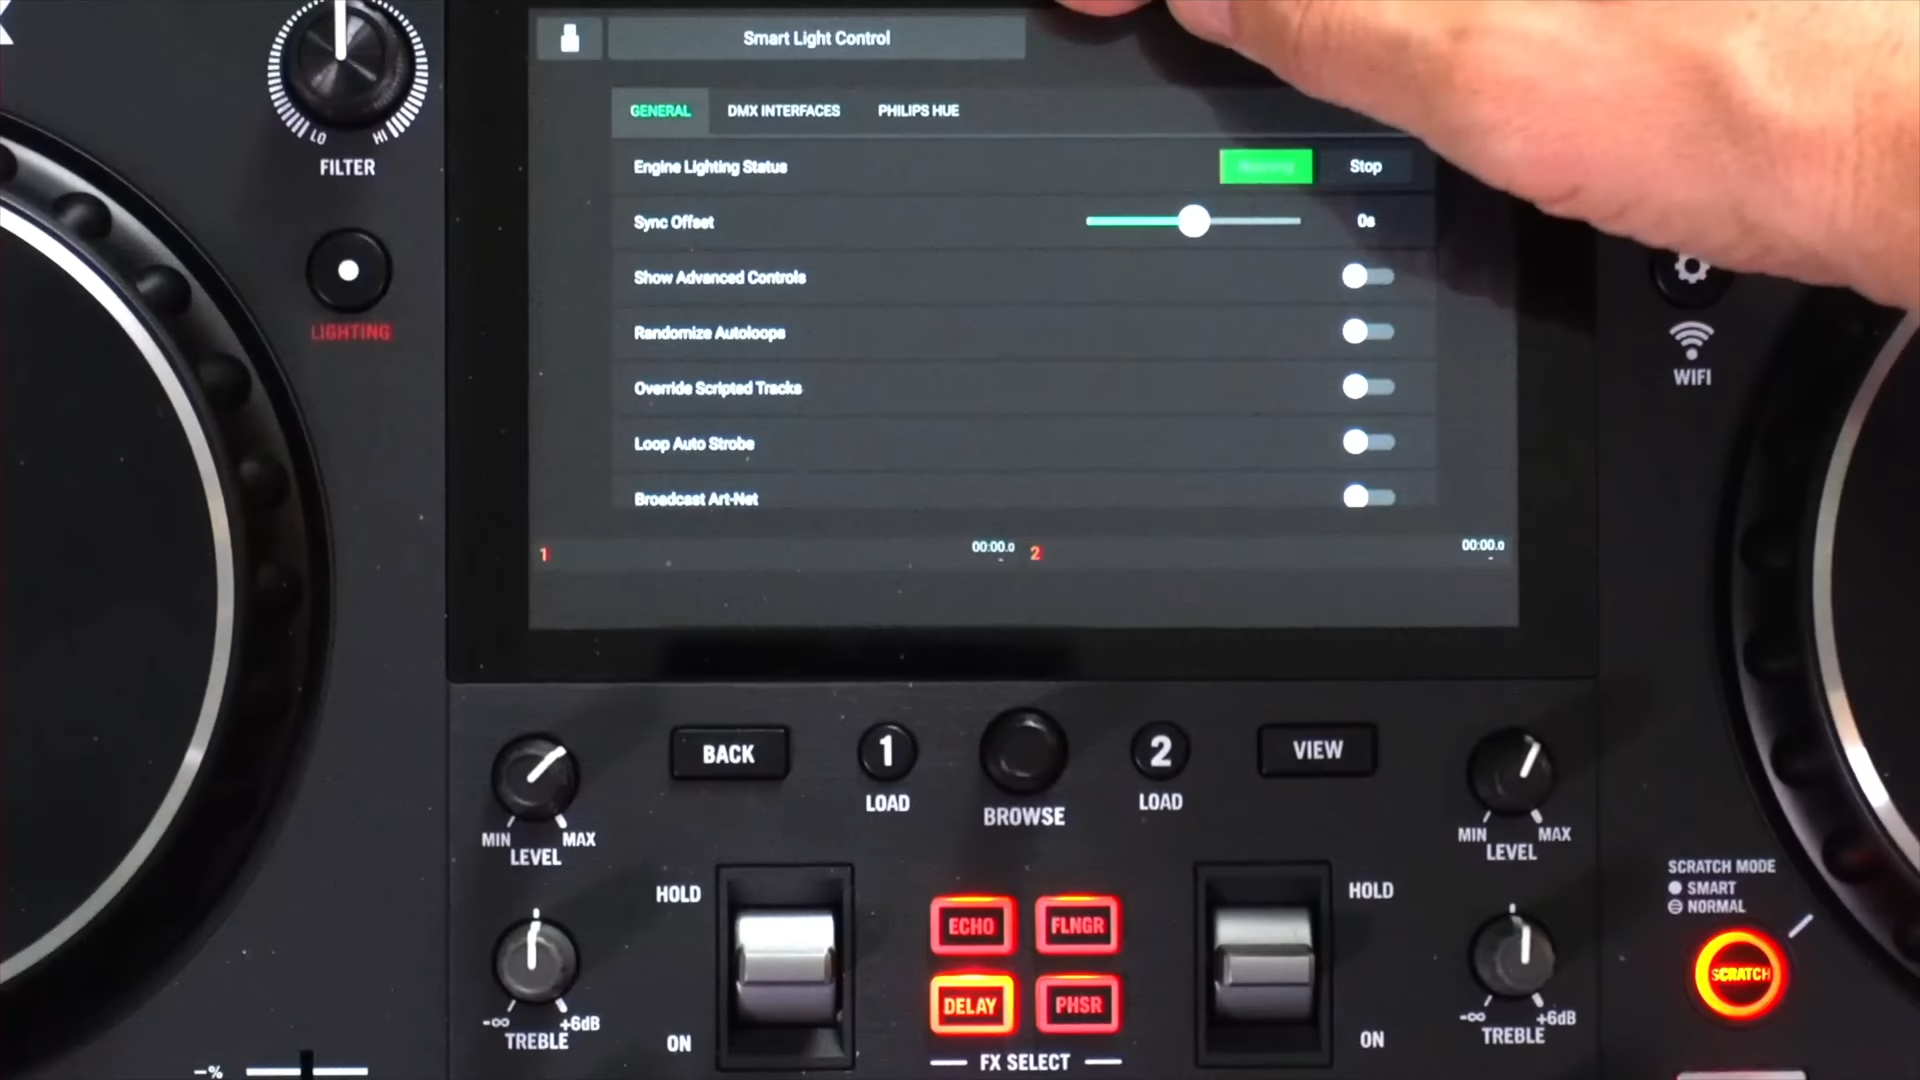 Smart Light Control
GENERAL DMX INTERFACES PHILIPS HUE
Engine Lighting Status Running Stop
Sync Offset 0s
Show Advanced Controls
Randomize Autoloops
Override Scripted Tracks
Loop Auto Strobe
Broadcast Art-Net
1 00:00.0 2 00:00.0
- -
LO HI
FILTER
LIGHTING
WIFI
BACK 1 2 VIEW
LOAD BROWSE LOAD
MIN MAX
LEVEL
MIN MAX
LEVEL
HOLD HOLD
ECHO FLNGR
DELAY PHSR
ON ON
FX SELECT
-∞ +6dB
TREBLE
-∞ +6dB
TREBLE
SCRATCH MODE
SMART
NORMAL
SCRATCH
-%